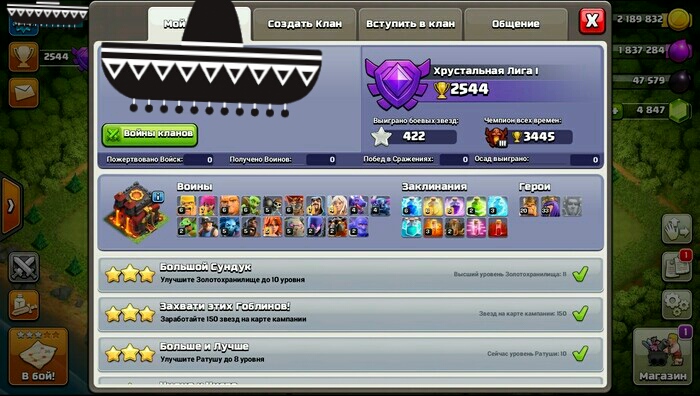 Мой
Создать Клан
Вступить в клан
Общение
X
2 189 832
1 837 284
47 579
4 847
2544
Хрустальная Лига I
2544
Выиграно боевых звезд:
422
Чемпион всех времен:
3445
Войны кланов
Пожертвовано Войск: 0
Получено Воинов: 0
Побед в Сражениях: 0
Осад выиграно: 0
Воины
Заклинания
Герои
Большой Сундук
Улучшите Золотохранилище до 10 уровня
Высший уровень Золотохранилища: 11
Захвати этих Гоблинов!
Заработайте 150 звезд на карте кампании
Звезд на карте кампании: 150
Больше и Лучше
Улучшите Ратушу до 8 уровня
Сейчас уровень Ратуши: 10
В бой!
Магазин